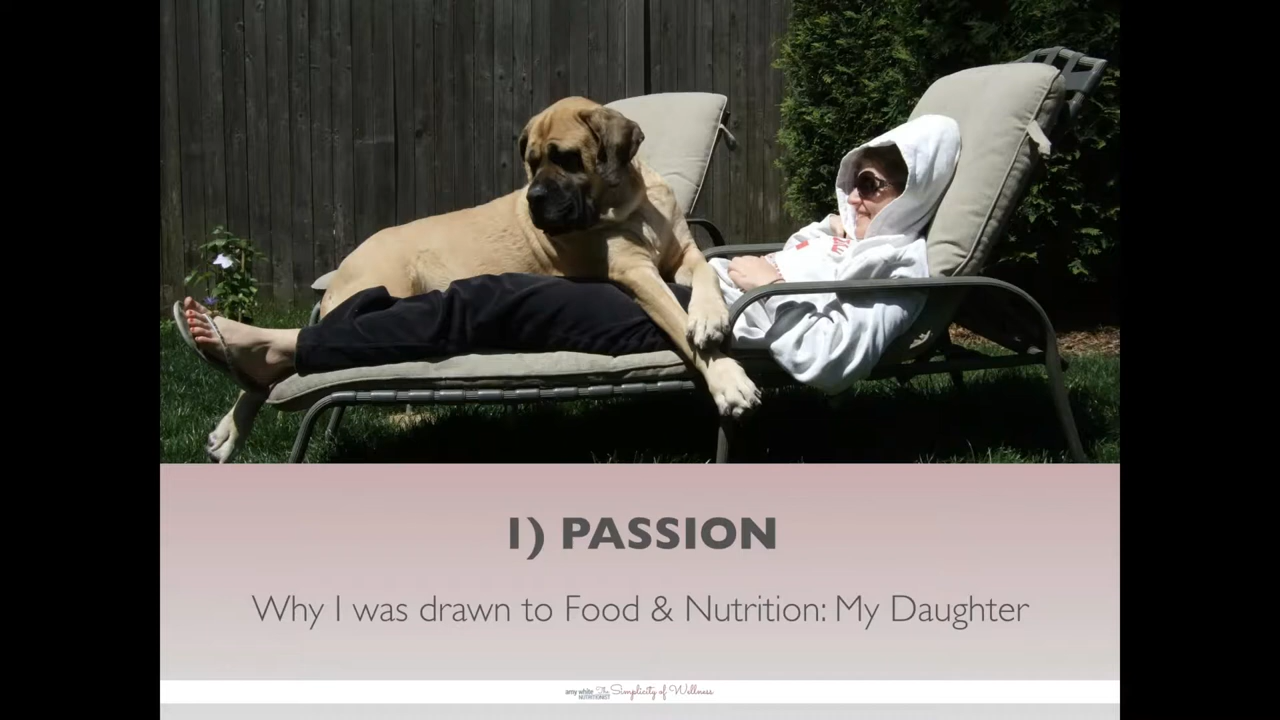 1) PASSION
Why I was drawn to Food & Nutrition: My Daughter
amy white The Simplicity of Wellness
NUTRITIONIST